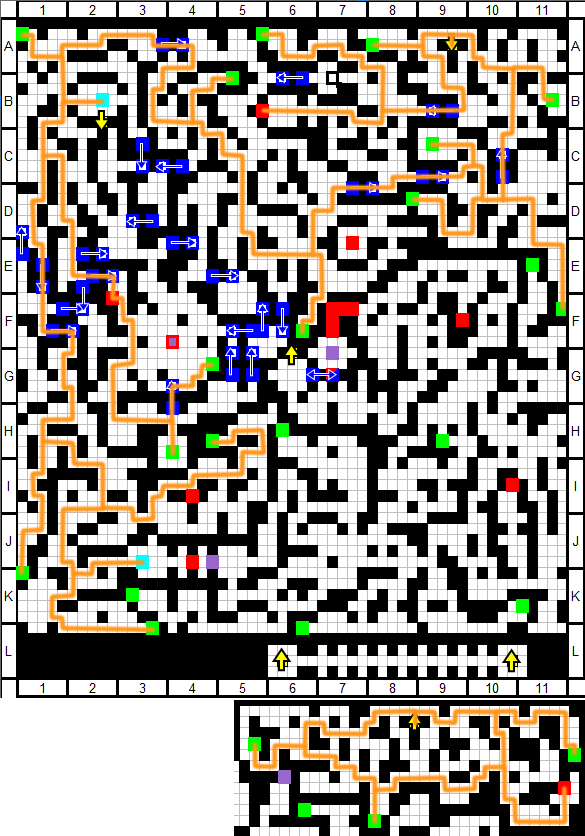 1 2 3 4 5 6 7 8 9 10 11
A A
B B
C C
D D
E E
F F
G G
H H
I I
J J
K K
L L
1 2 3 4 5 6 7 8 9 10 11